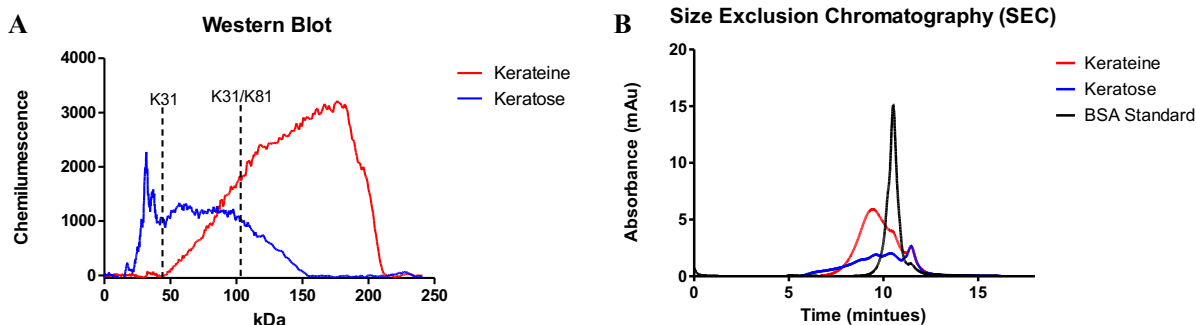 A
Western Blot
Kerateine
Keratose
K31
K31/K81
4000
3000
2000
1000
0
Chemilumescence
0 50 100 150 200 250
kDa
B
Size Exclusion Chromatography (SEC)
Kerateine
Keratose
BSA Standard
20
15
10
5
0
Absorbance (mAu)
0 5 10 15
Time (mintues)